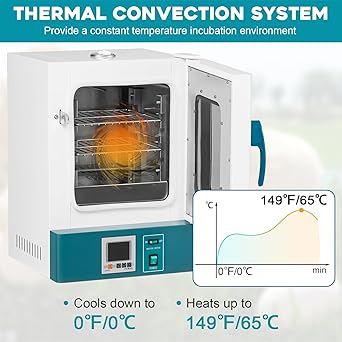 THERMAL CONVECTION SYSTEM
Provide a constant temperature incubation environment
℃
149℉/65℃
0℉/0℃
min
Cools down to
0℉/0℃
Heats up to
149℉/65℃